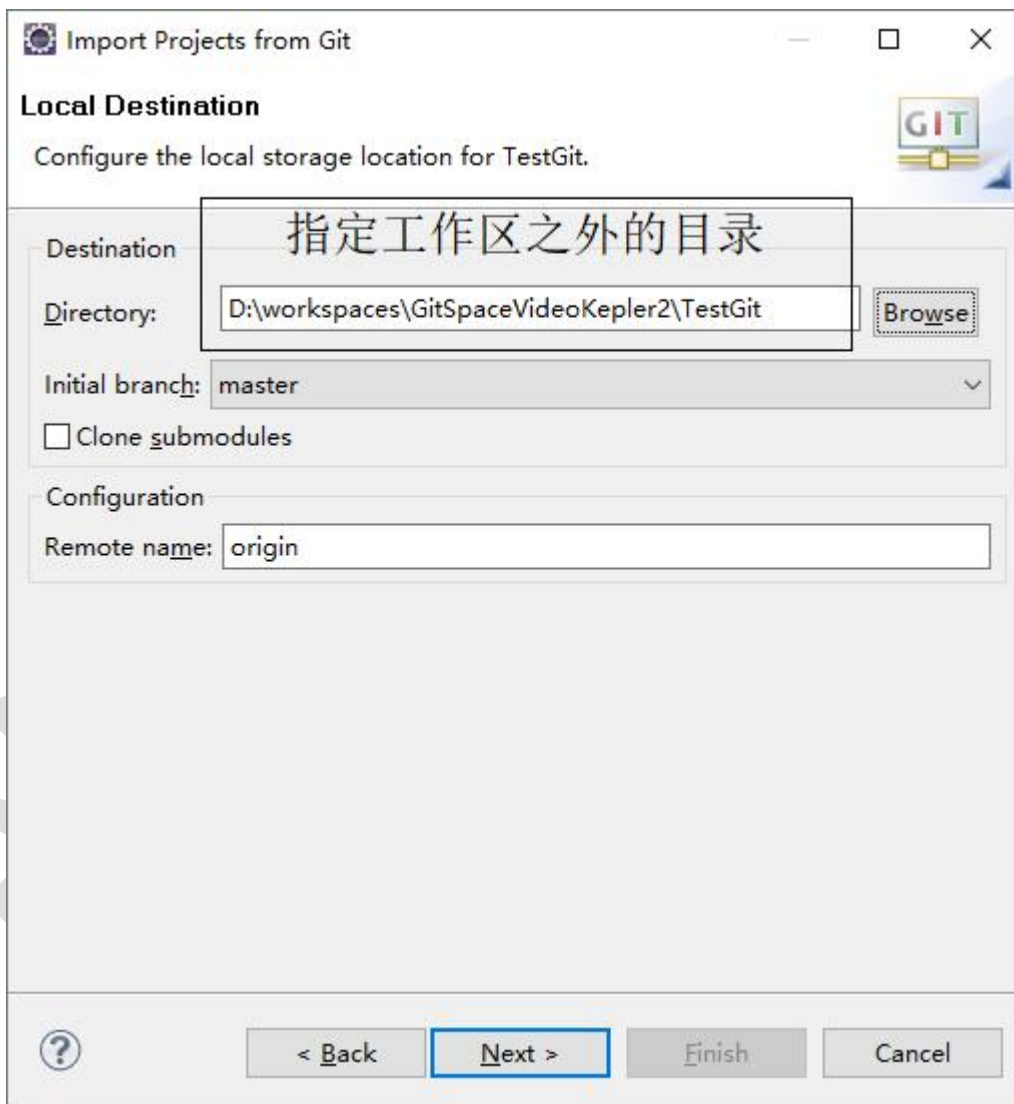 Import Projects from Git
Local Destination
Configure the local storage location for TestGit.
GIT
指定工作区之外的目录
Destination
Directory: D:\workspaces\GitSpaceVideoKepler2\TestGit Browse
Initial branch: master
Clone submodules
Configuration
Remote name: origin
? < Back Next > Finish Cancel